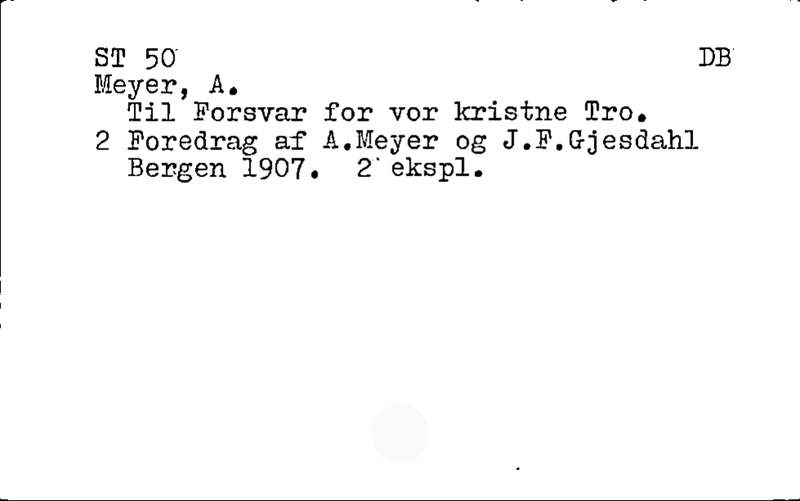 ST 50 DB
Meyer, A.
Til Forsvar for vor kristne Tro.
2 Foredrag af A.Meyer og J.F.Gjesdahl
Bergen 1907. 2 ekspl.